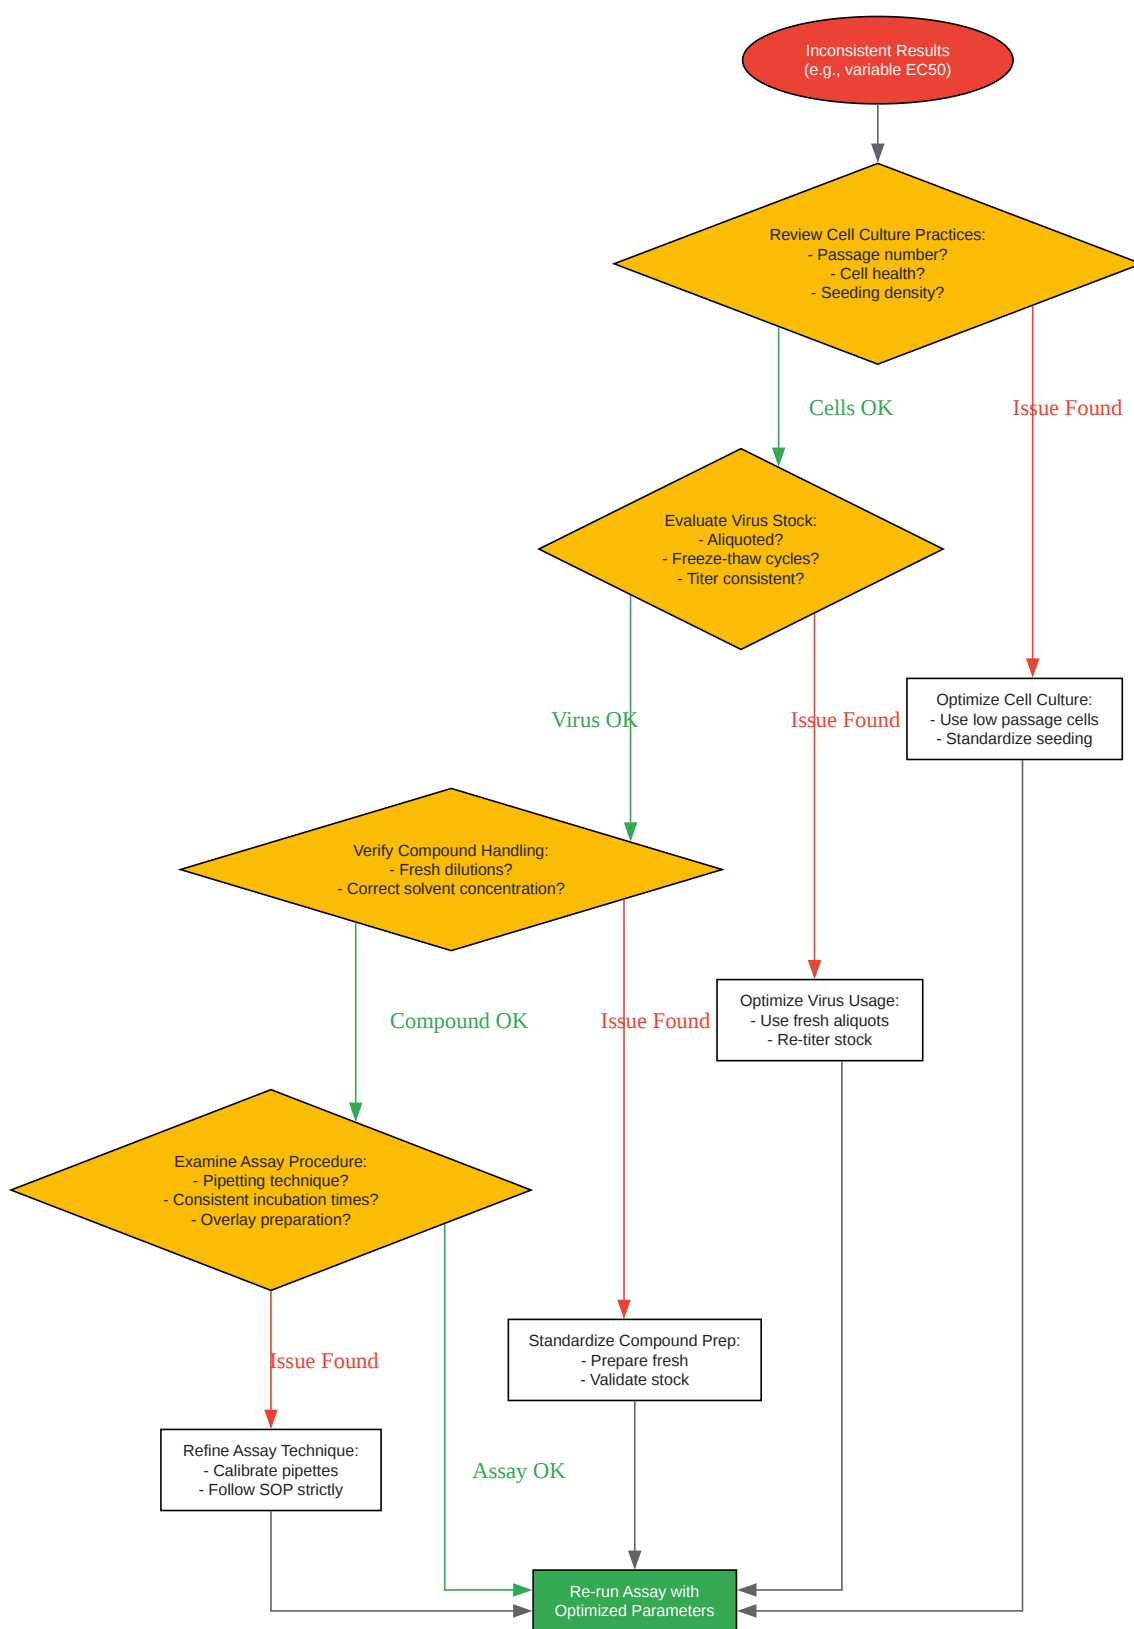 Inconsistent Results
(e.g., variable EC50)
Review Cell Culture Practices:
- Passage number?
- Cell health?
- Seeding density?
Cells OK
Issue Found
Evaluate Virus Stock:
- Aliquoted?
- Freeze-thaw cycles?
- Titer consistent?
Virus OK
Issue Found
Optimize Cell Culture:
- Use low passage cells
- Standardize seeding
Verify Compound Handling:
- Fresh dilutions?
- Correct solvent concentration?
Compound OK
Issue Found
Optimize Virus Usage:
- Use fresh aliquots
- Re-titer stock
Examine Assay Procedure:
- Pipetting technique?
- Consistent incubation times?
- Overlay preparation?
Issue Found
Standardize Compound Prep:
- Prepare fresh
- Validate stock
Refine Assay Technique:
- Calibrate pipettes
- Follow SOP strictly
Assay OK
Re-run Assay with
Optimized Parameters